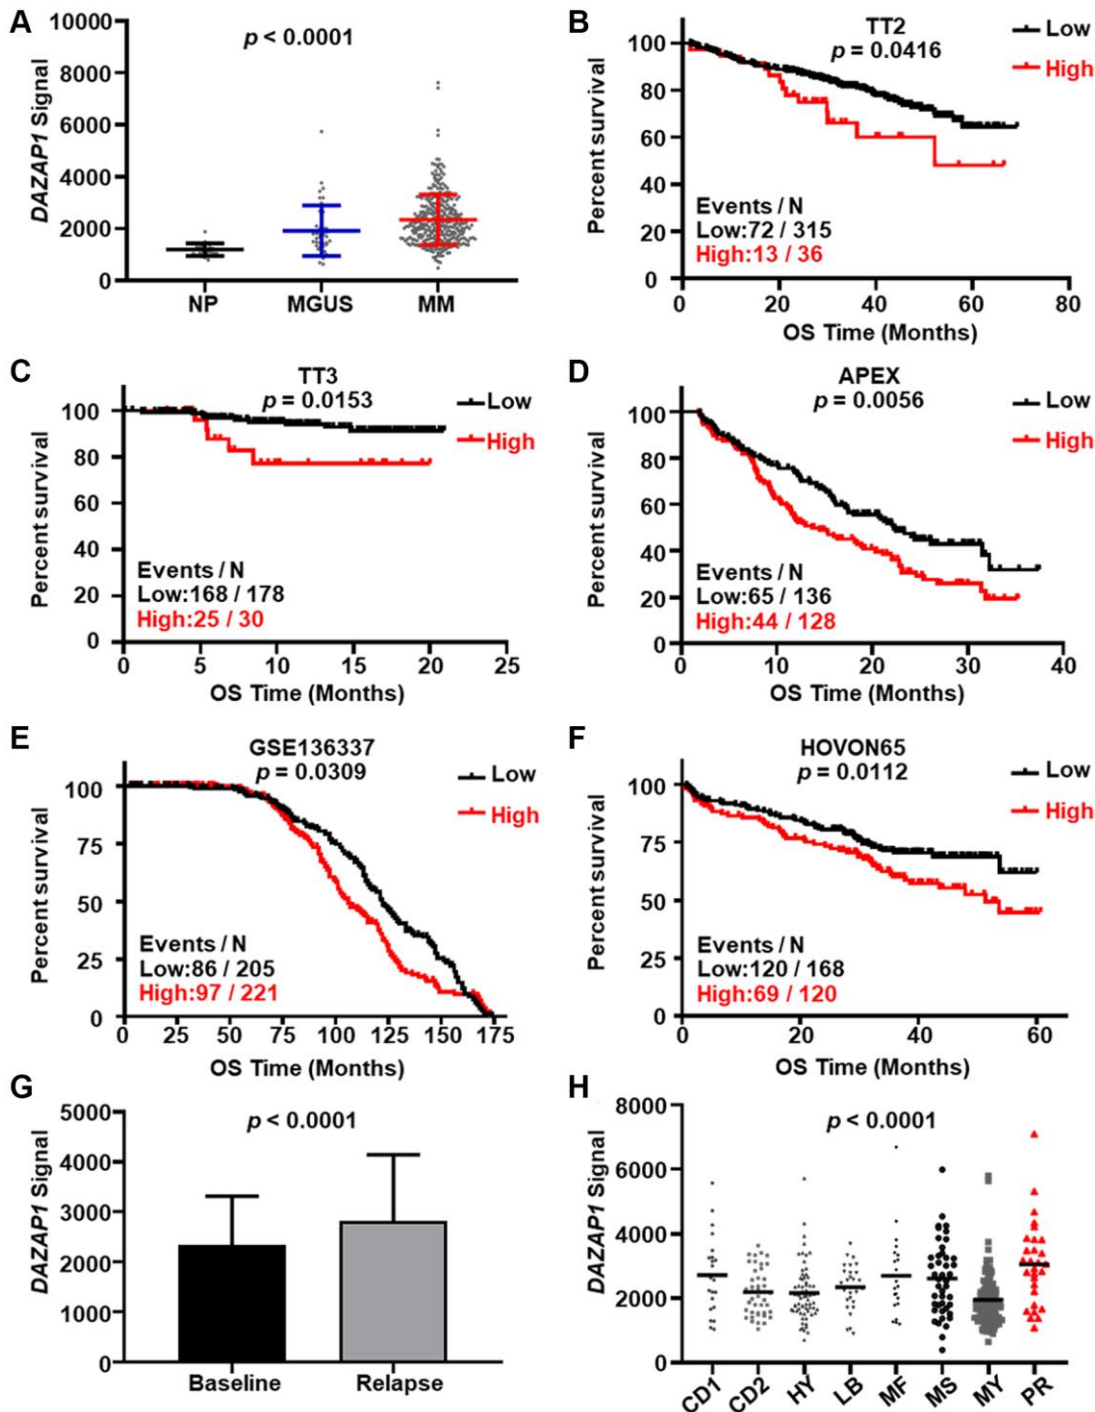 A
p < 0.0001
DAZAP1 Signal
10000
8000
6000
4000
2000
0
NP MGUS MM
B
TT2
p = 0.0416
Low
High
Percent survival
100
80
60
40
20
0
Events / N
Low:72 / 315
High:13 / 36
0 20 40 60 80
OS Time (Months)
C
TT3
p = 0.0153
Low
High
Percent survival
100
80
60
40
20
0
Events / N
Low:168 / 178
High:25 / 30
0 5 10 15 20 25
OS Time (Months)
D
APEX
p = 0.0056
Low
High
Percent survival
100
80
60
40
20
0
Events / N
Low:65 / 136
High:44 / 128
0 10 20 30 40
OS Time (Months)
E
GSE136337
p = 0.0309
Low
High
Percent survival
100
75
50
25
0
Events / N
Low:86 / 205
High:97 / 221
0 25 50 75 100 125 150 175
OS Time (Months)
F
HOVON65
p = 0.0112
Low
High
Percent survival
100
75
50
25
0
Events / N
Low:120 / 168
High:69 / 120
0 20 40 60
OS Time (Months)
G
p < 0.0001
DAZAP1 Signal
5000
4000
3000
2000
1000
0
Baseline Relapse
H
p < 0.0001
DAZAP1 Signal
8000
6000
4000
2000
0
CD1 CD2 HY LB MF MS MY PR